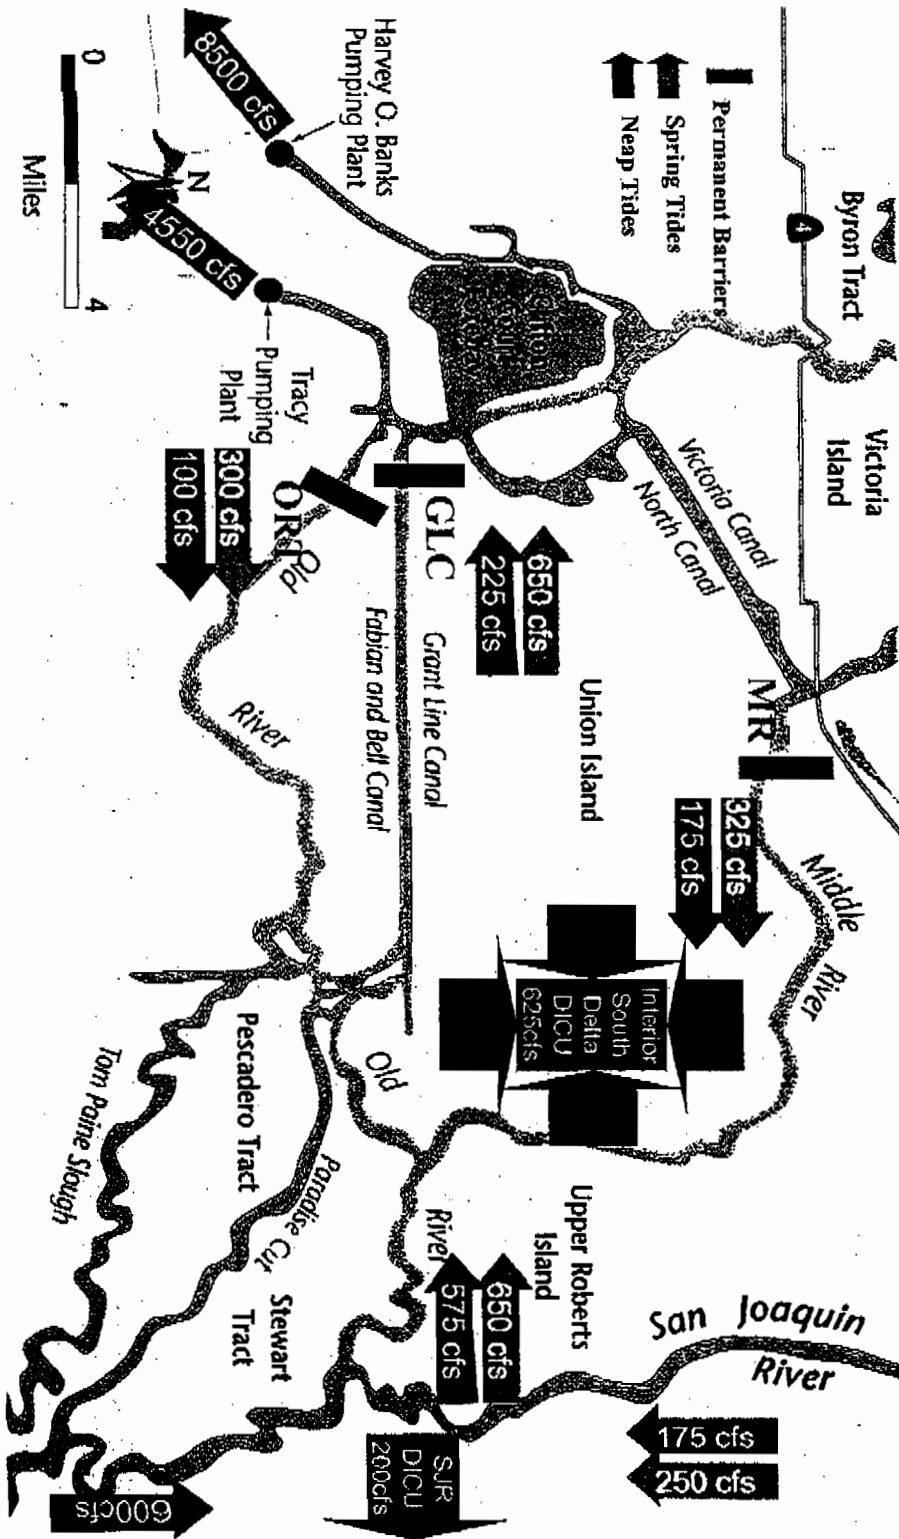 Byron Tract
4
Victoria
Island
Permanent Barriers
Spring Tides
Neap Tides
Harvey O. Banks
Pumping Plant
8500 cfs
N
4550 cfs
0
4
Miles
Tracy
Pumping
Plant
Clifton
Court
Victoria Canal
North Canal
MR
GLC
ORT
650 cfs
225 cfs
300 cfs
100 cfs
Union Island
Grant Line Canal
Fabian and Bell Canal
Old
River
325 cfs
175 cfs
Middle
River
Interior
South
Delta
DICU
625cfs
Old
River
Pescadero Tract
Tom Paine Slough
Paradise Cut
Stewart
Tract
Upper Roberts
Island
650 cfs
575 cfs
San Joaquin
River
175 cfs
250 cfs
SJR
DICU
200cfs
600cfs